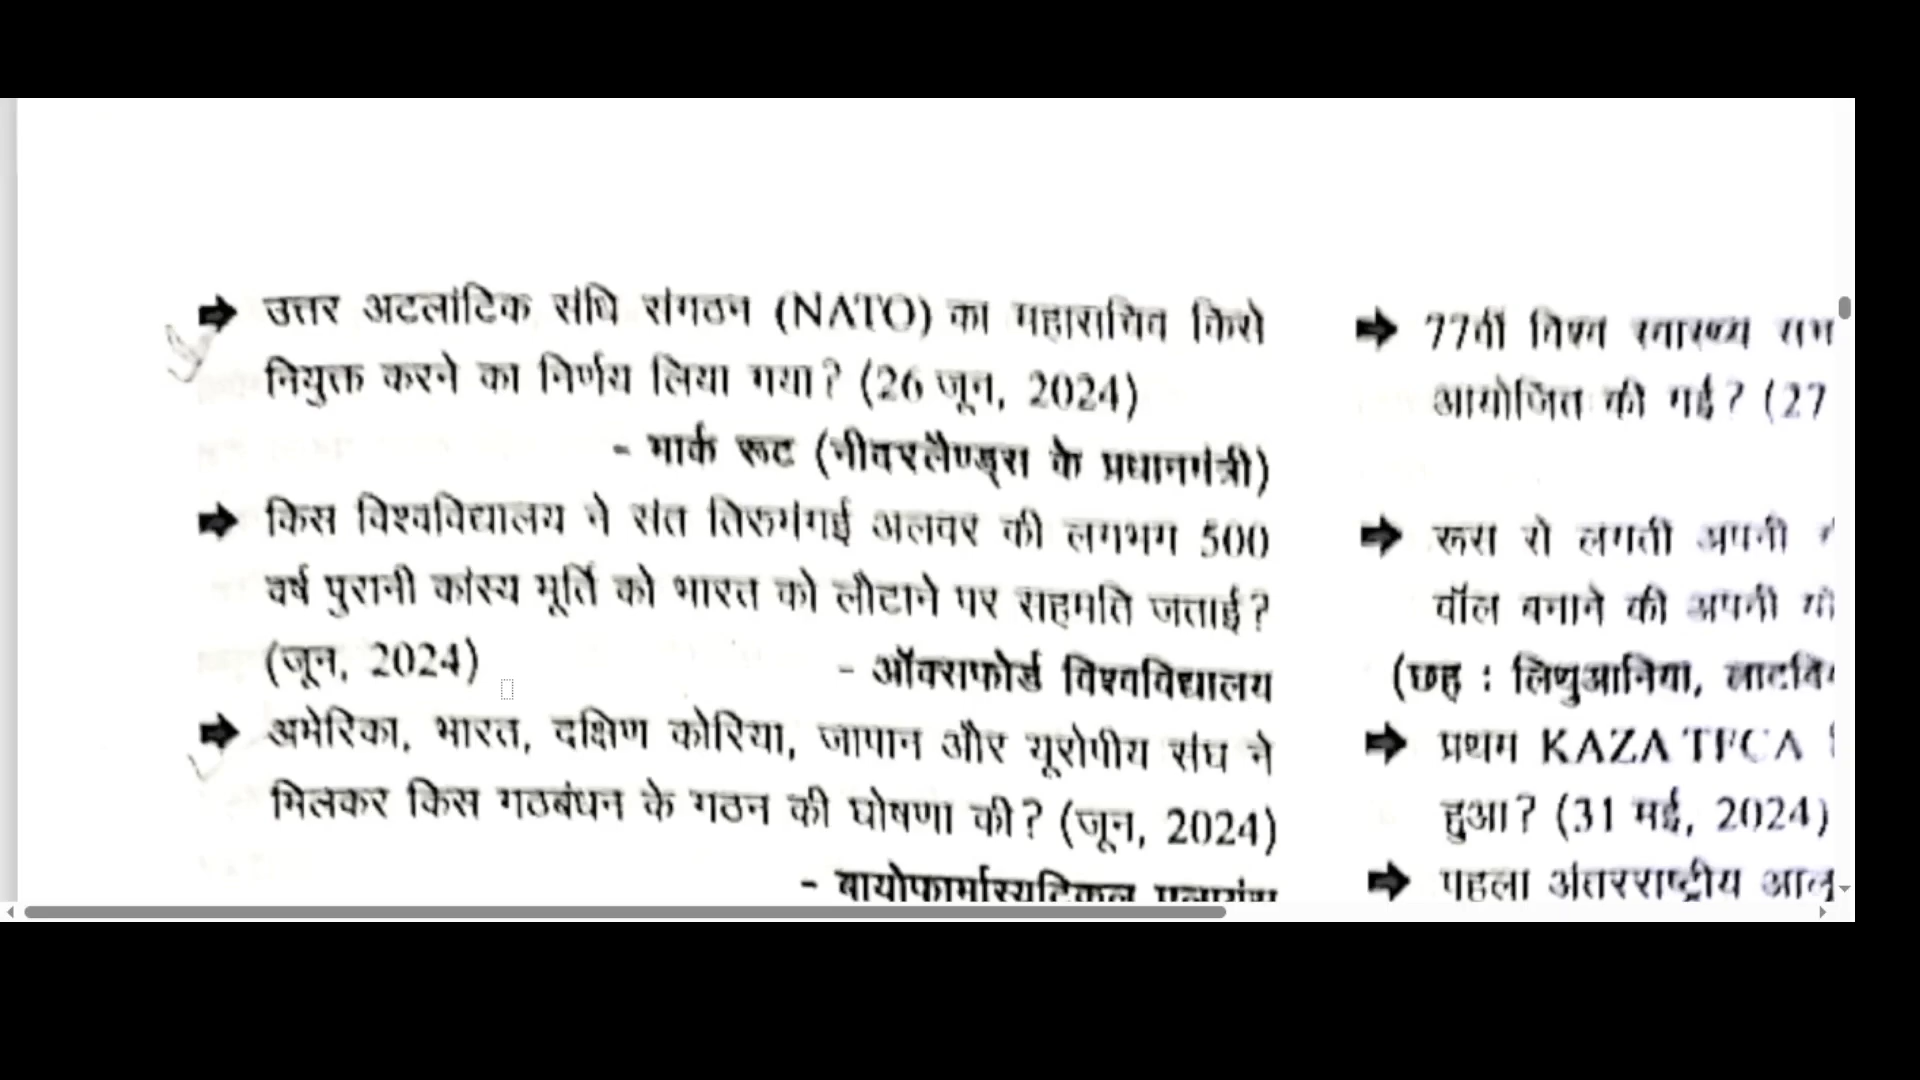 उत्तर अटलांटिक संधि संगठन (NATO) का महासचिव किसे
नियुक्त करने का निर्णय लिया गया? (26 जून, 2024)
- मार्क रूट (नीदरलैण्ड्स के प्रधानमंत्री)
किस विश्वविद्यालय ने संत तिरुमंगई अलवर की लगभग 500
वर्ष पुरानी कांस्य मूर्ति को भारत को लौटाने पर सहमति जताई?
(जून, 2024) - ऑक्सफोर्ड विश्वविद्यालय
अमेरिका, भारत, दक्षिण कोरिया, जापान और यूरोपीय संघ ने
मिलकर किस गठबंधन के गठन की घोषणा की? (जून, 2024)
- बायोफार्मास्युटिकल एलायंस
77वीं विश्व स्वास्थ्य
आयोजित की गई? (27
रूस से लगती अपनी
वॉल बनाने की अपनी
(छह : लिथुआनिया,
प्रथम KAZA TFCA
हुआ? (31 मई, 2024)
पहला अंतरराष्ट्रीय